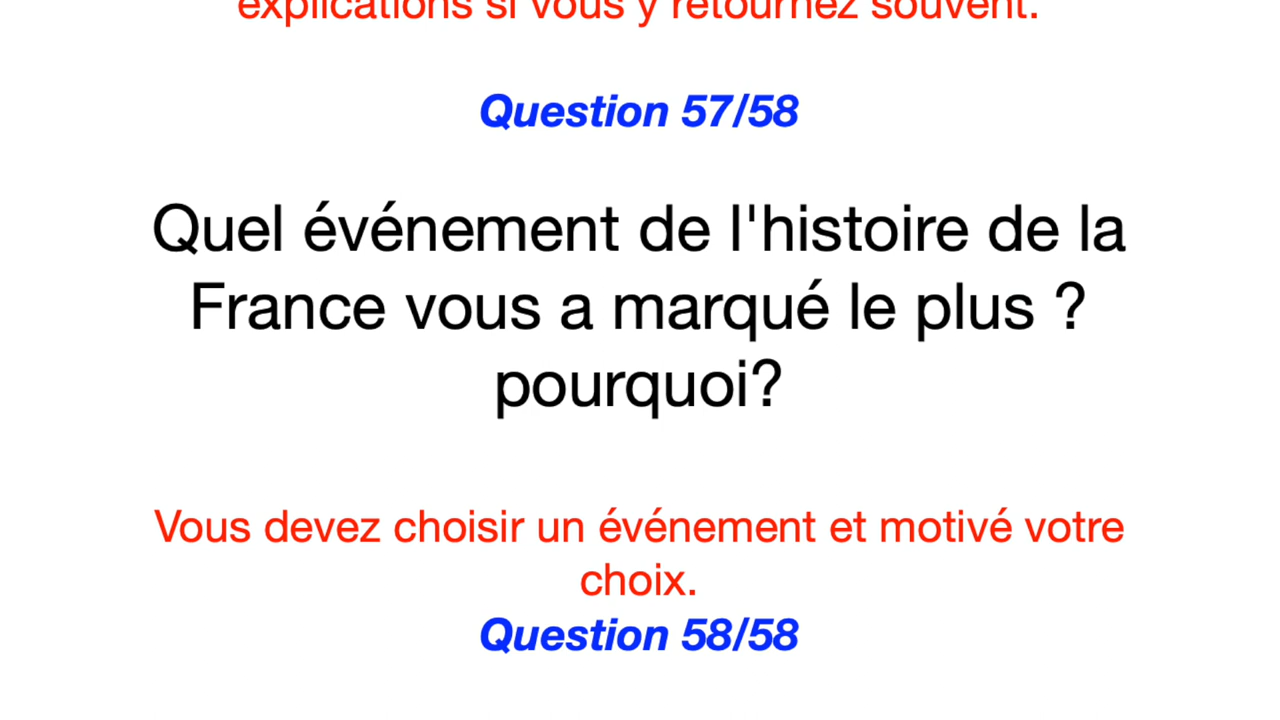 explications si vous y retournez souvent.
Question 57/58
Quel événement de l'histoire de la
France vous a marqué le plus ?
pourquoi?
Vous devez choisir un événement et motivé votre
choix.
Question 58/58